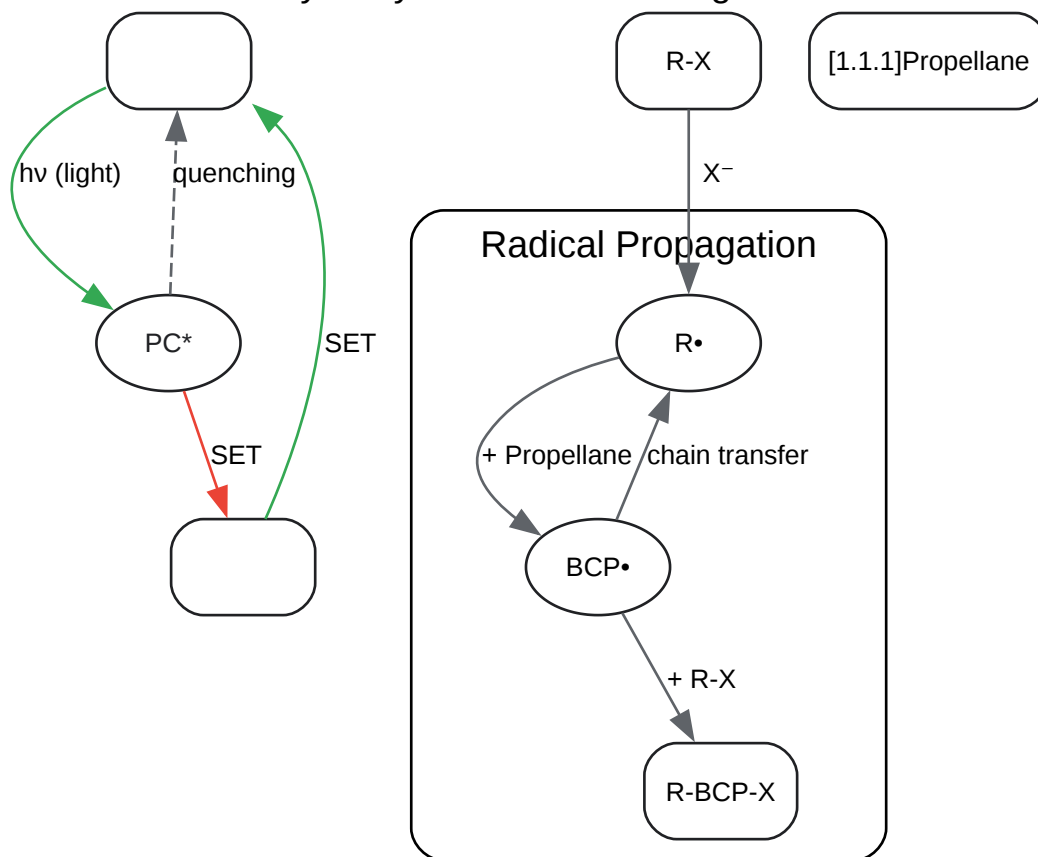 R-X
[1.1.1]Propellane
hν (light)
quenching
X⁻
Radical Propagation
PC*
SET
R•
SET
+ Propellane
chain transfer
BCP•
+ R-X
R-BCP-X